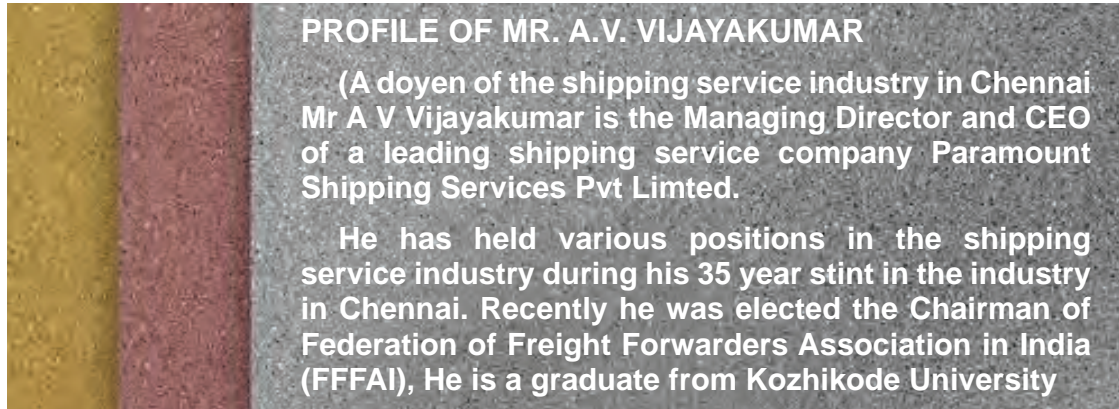 PROFILE OF MR. A.V. VIJAYAKUMAR
(A doyen of the shipping service industry in Chennai
Mr A V Vijayakumar is the Managing Director and CEO
of a leading shipping service company Paramount
Shipping Services Pvt Limted.
He has held various positions in the shipping
service industry during his 35 year stint in the industry
in Chennai. Recently he was elected the Chairman of
Federation of Freight Forwarders Association in India
(FFFAI), He is a graduate from Kozhikode University